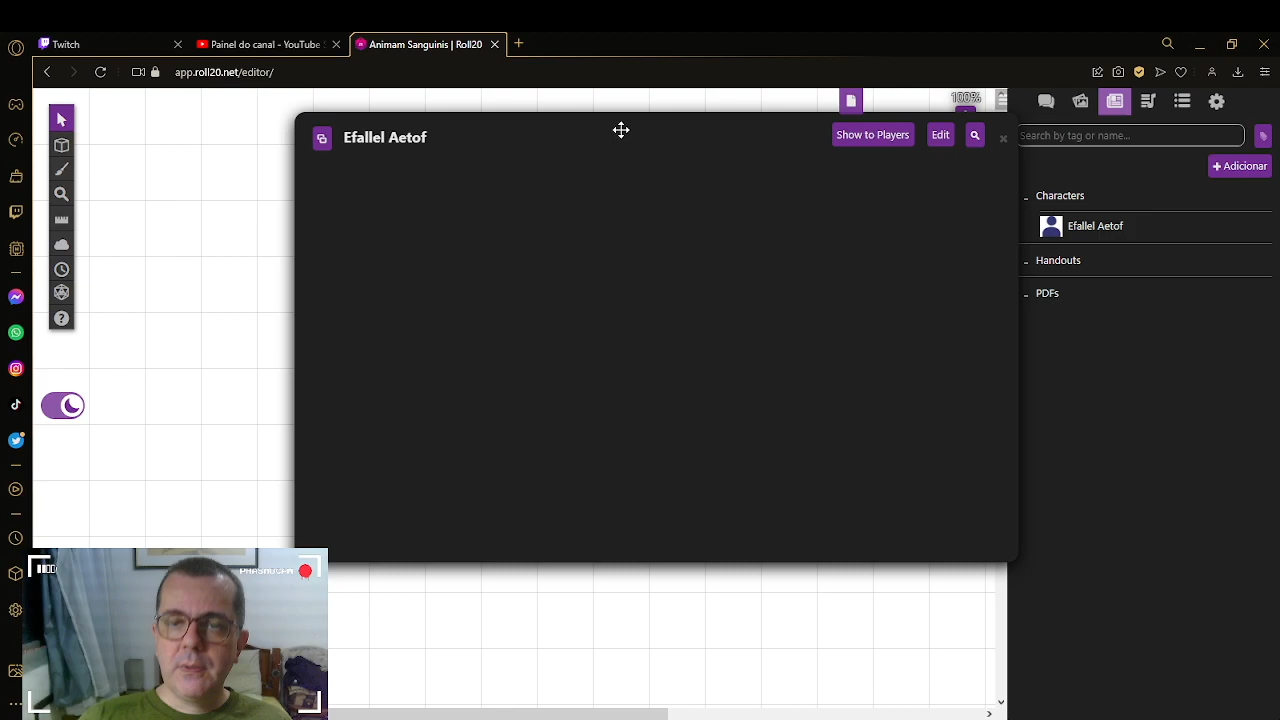 Twitch
Painel do canal - YouTube S
Animam Sanguinis | Roll20
app.roll20.net/editor/
100%
Efallel Aetof
Show to Players
Edit
Search by tag or name...
+ Adicionar
Characters
Efallel Aetof
Handouts
PDFs